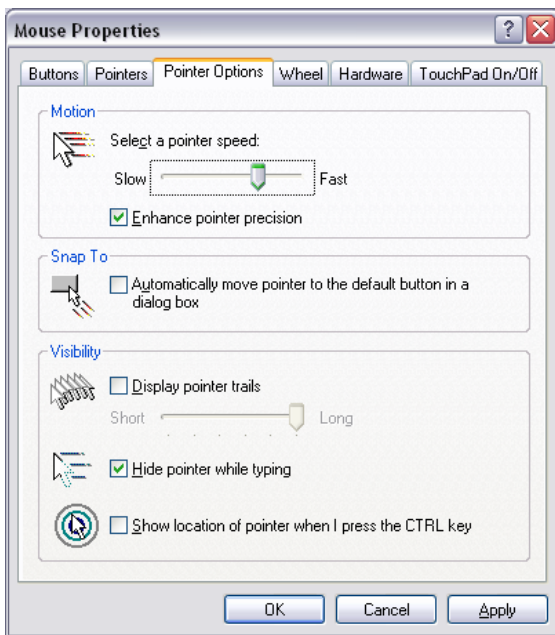 Mouse Properties
Buttons Pointers Pointer Options Wheel Hardware TouchPad On/Off
Motion
Select a pointer speed:
Slow Fast
Enhance pointer precision
Snap To
Automatically move pointer to the default button in a
dialog box
Visibility
Display pointer trails
Short Long
Hide pointer while typing
Show location of pointer when I press the CTRL key
OK Cancel Apply